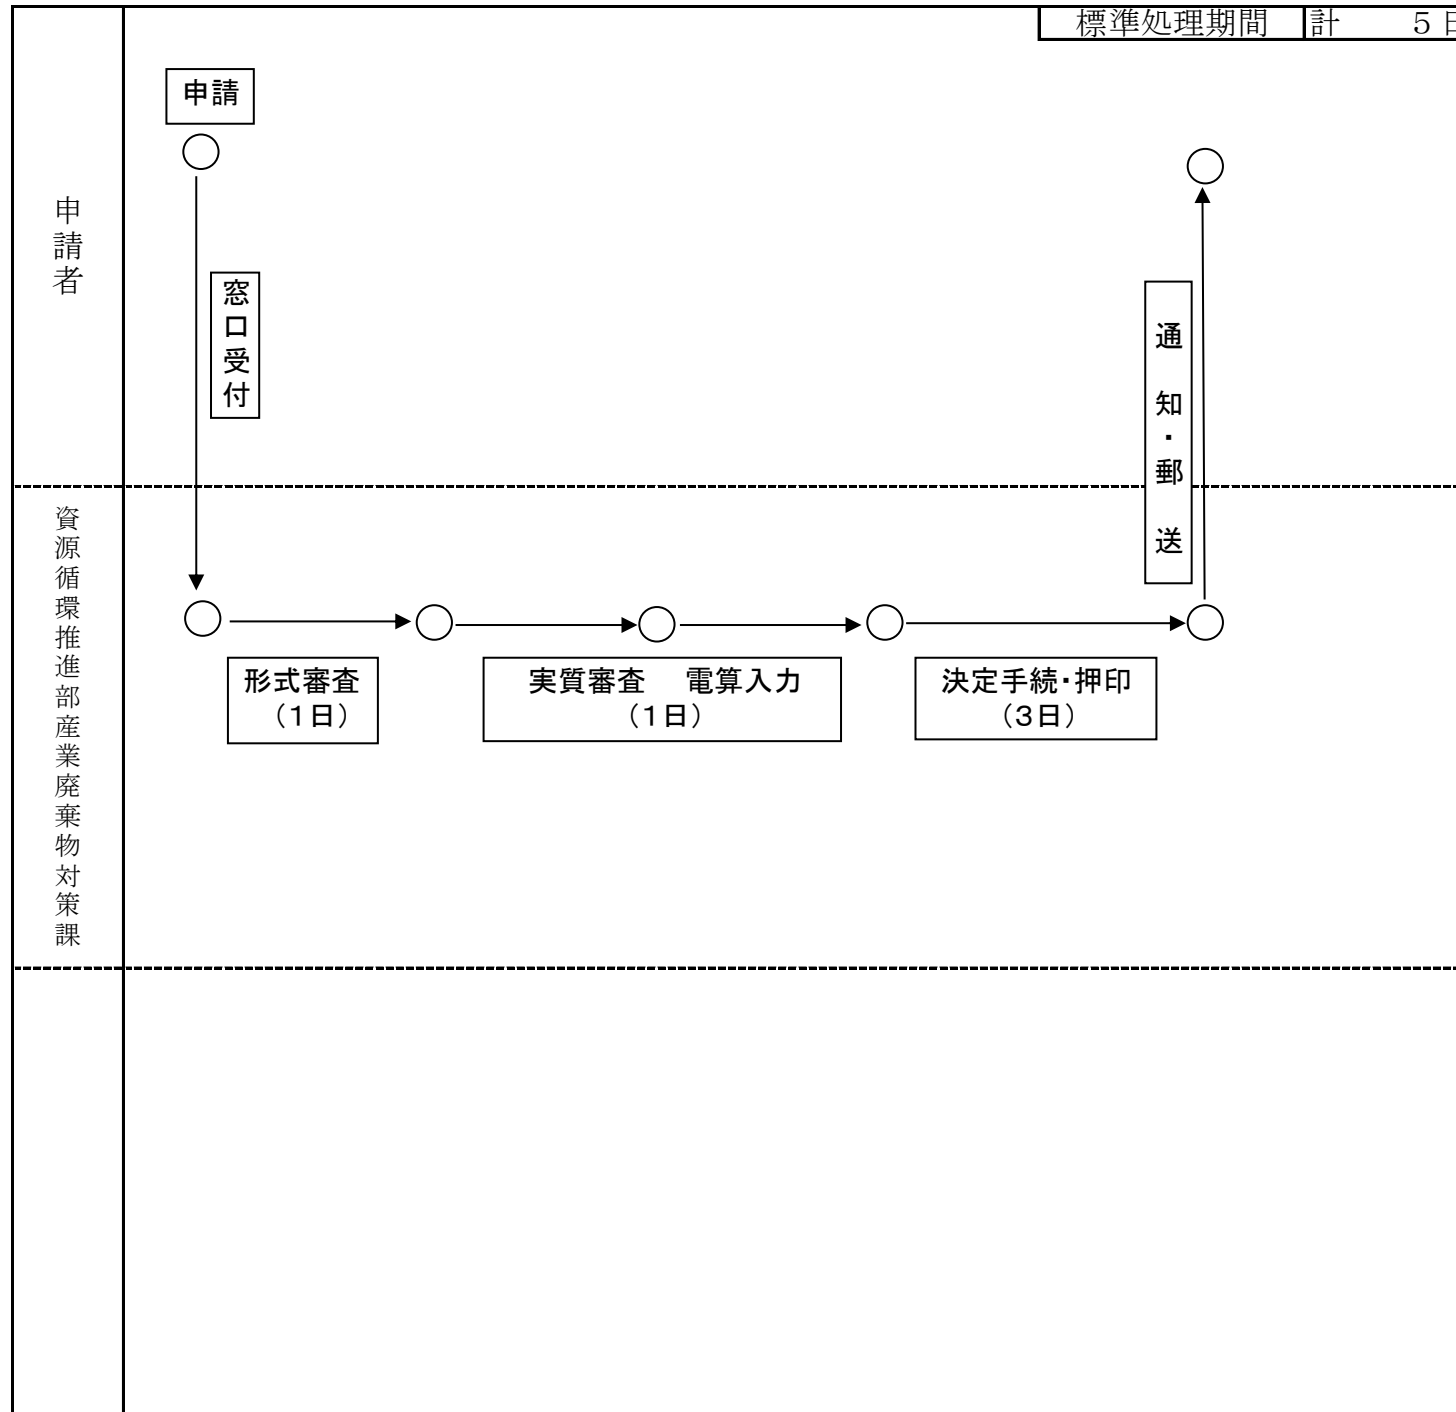 標準処理期間 計 5日
申請
申請者
窓口受付
通知・郵送
資源循環推進部産業廃棄物対策課
形式審査
（1日）
実質審査 電算入力
（1日）
決定手続・押印
（3日）